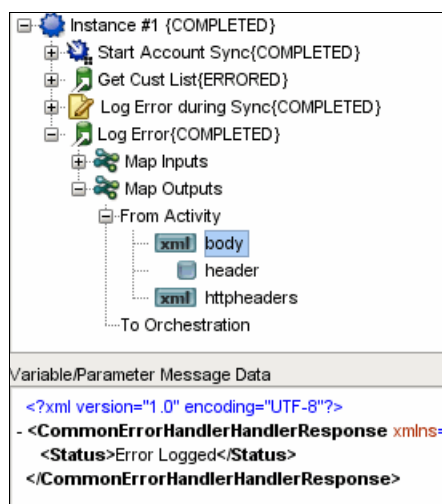 Instance #1 {COMPLETED)
Start Account Sync{COMPLETED)
Get Cust List{ERRORED)
Log Error during Sync{COMPLETED)
Log Error{COMPLETED)
Map Inputs
Map Outputs
From Activity
xml body
header
xml httpheaders
To Orchestration
Variable/Parameter Message Data
<?xml version="1.0" encoding="UTF-8"?>
- <CommonErrorHandlerHandlerResponse xmlns=
<Status>Error Logged</Status>
</CommonErrorHandlerHandlerResponse>